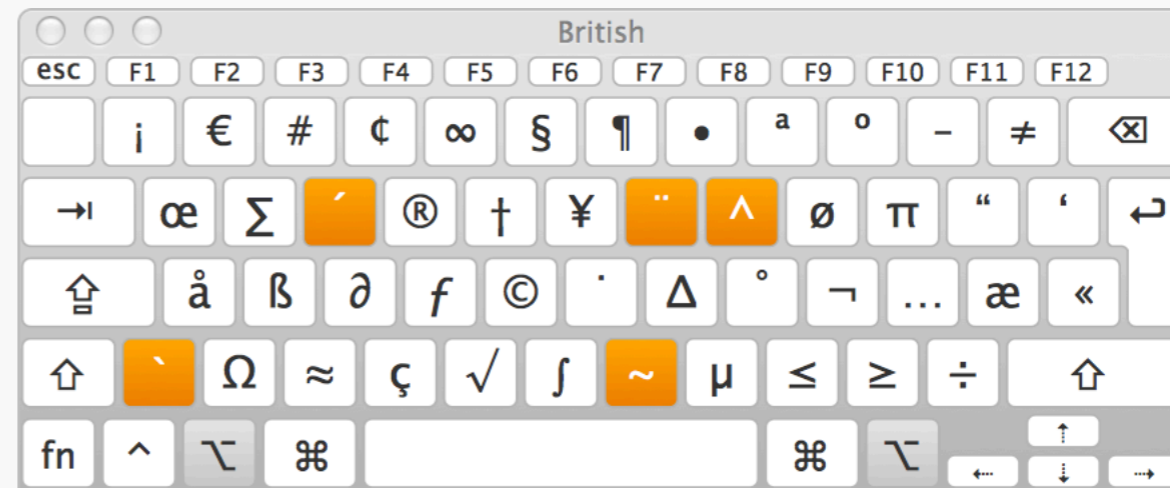 British
esc F1 F2 F3 F4 F5 F6 F7 F8 F9 F10 F11 F12
¡ € # ¢ ∞ § ¶ • ª º – ≠ ⌫
⇥ œ ∑ ´ ® † ¥ ¨ ^ ø π “ ‘ ↩
⇪ å ß ∂ ƒ © ˙ ∆ ˚ ¬ … æ «
⇧ ` Ω ≈ ç √ ∫ ~ µ ≤ ≥ ÷ ⇧
fn ^ ⌥ ⌘ ⌘ ⌥ ⇠ ⇡ ⇣ ⇢